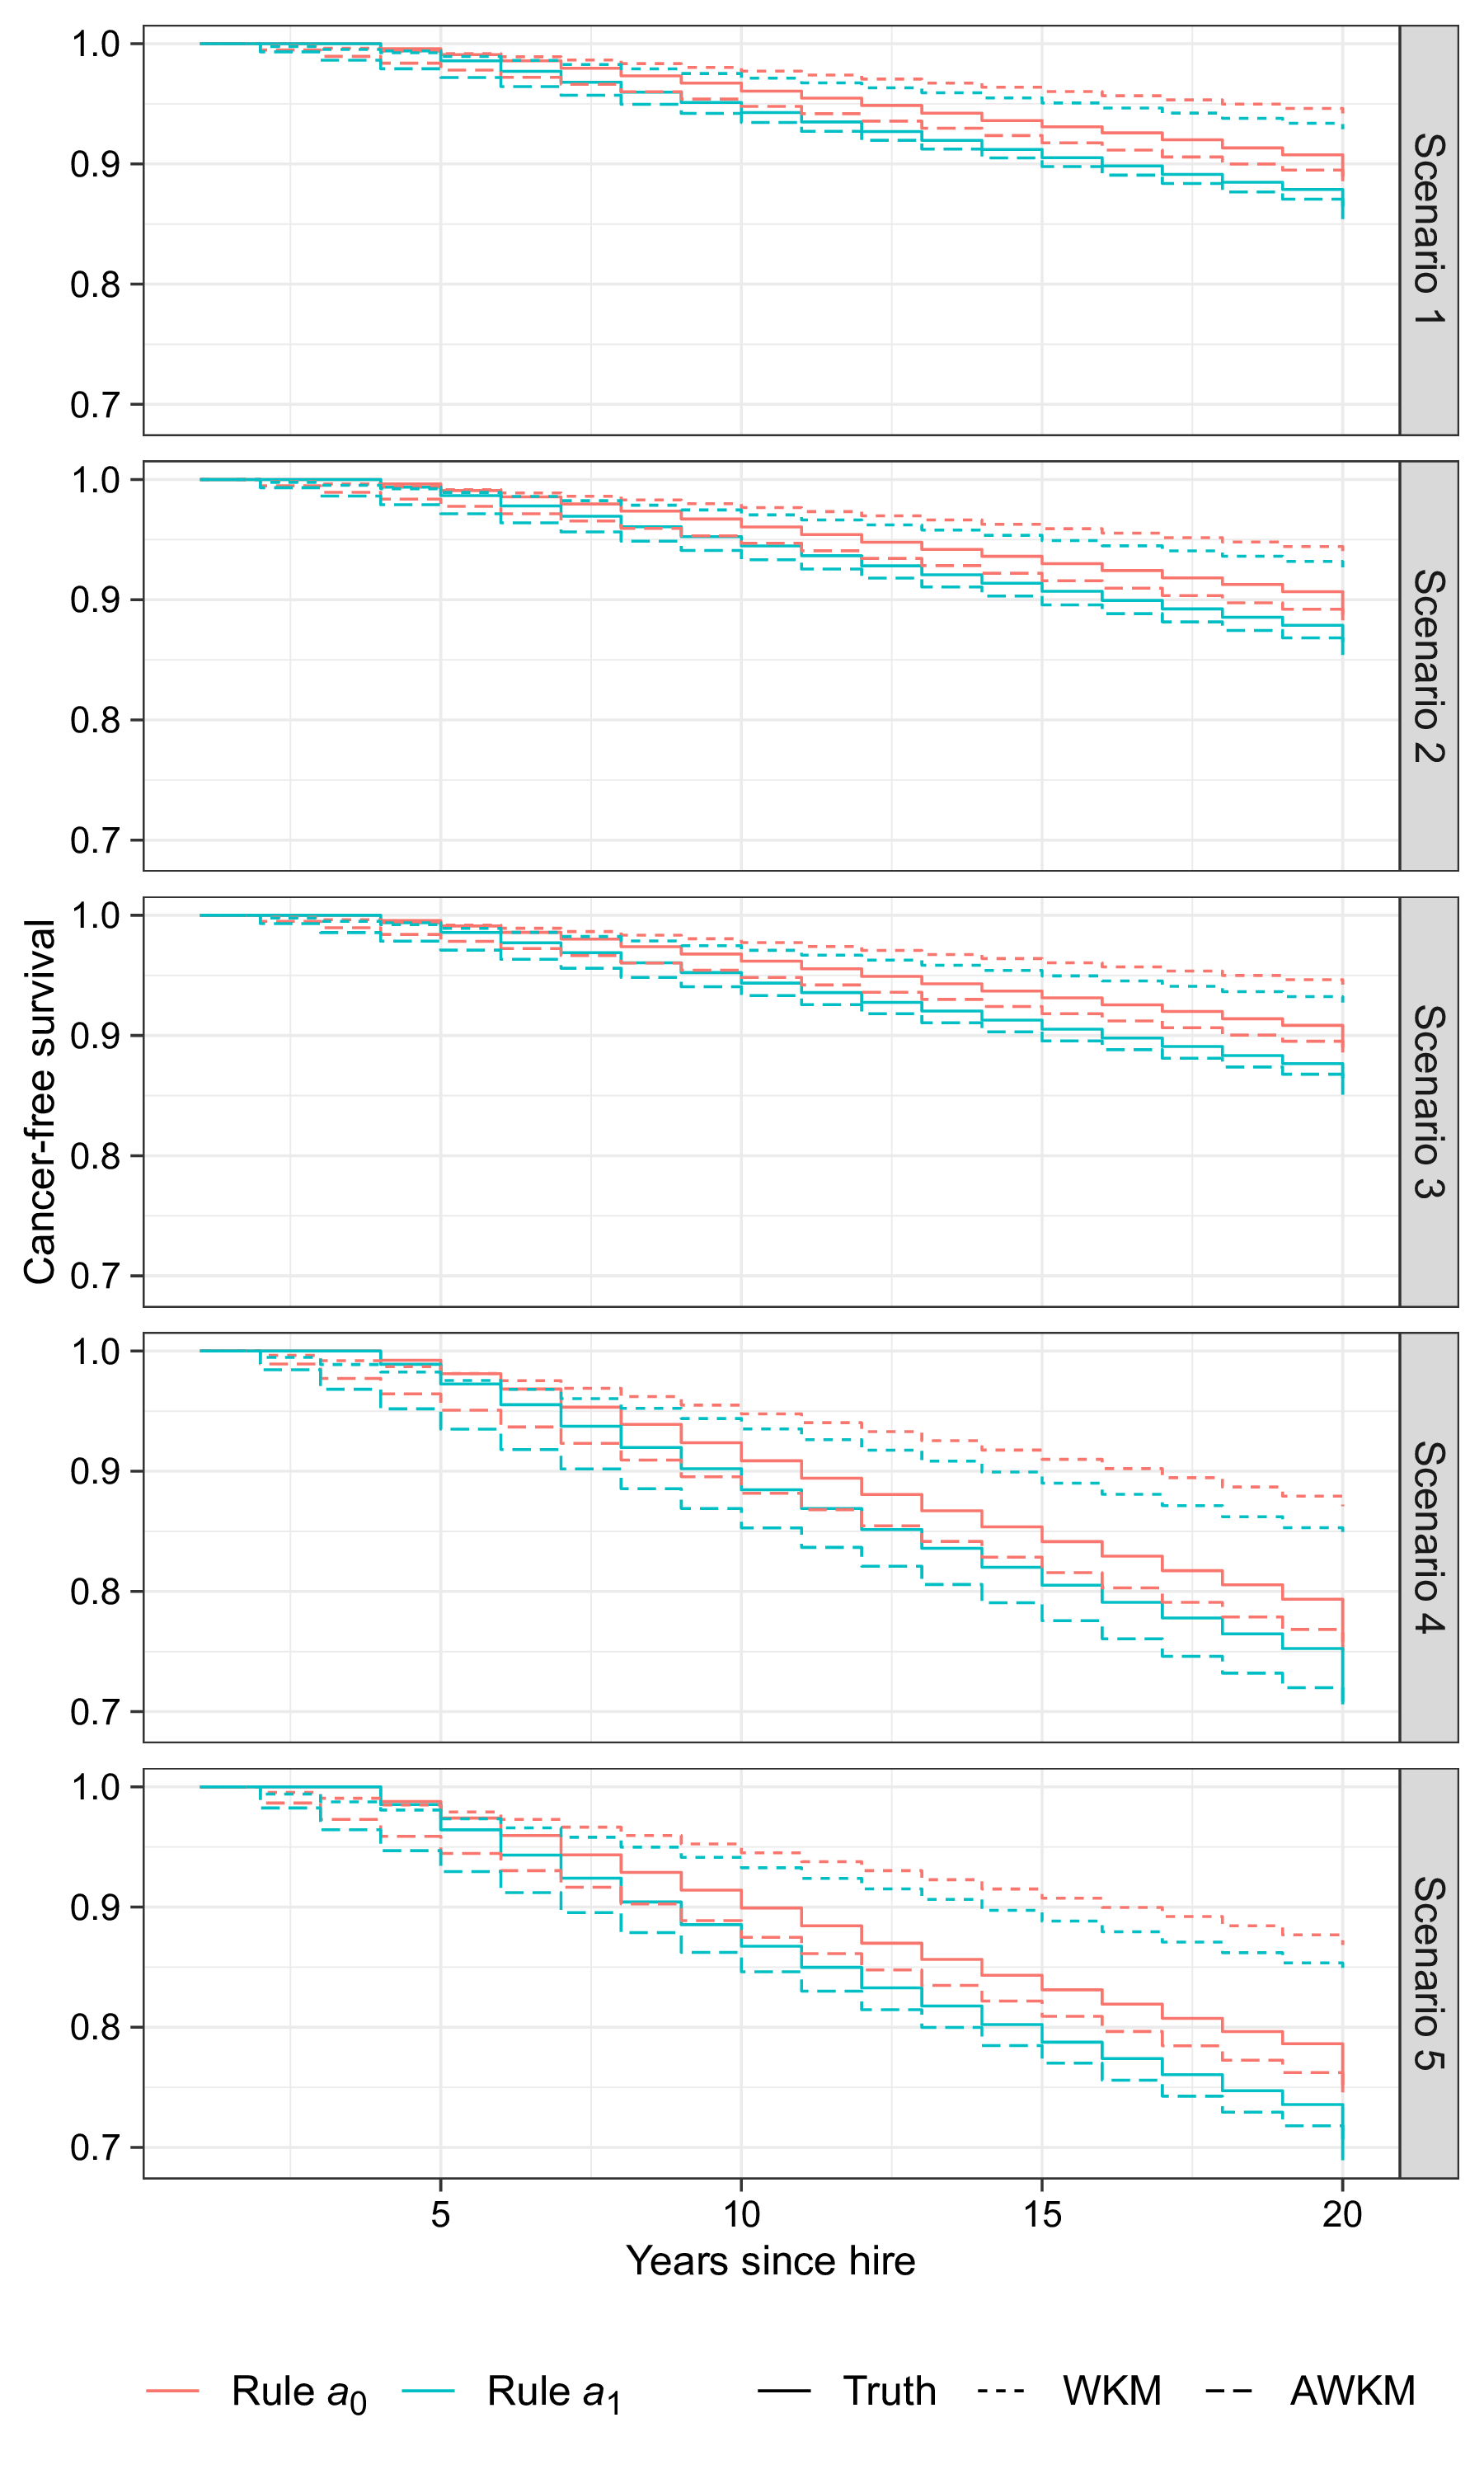 Cancer-free survival
1.0
0.9
0.8
0.7
Scenario 1
1.0
0.9
0.8
0.7
Scenario 2
1.0
0.9
0.8
0.7
Scenario 3
1.0
0.9
0.8
0.7
Scenario 4
1.0
0.9
0.8
0.7
Scenario 5
5 10 15 20
Years since hire
Rule a₀ Rule a₁ Truth WKM AWKM